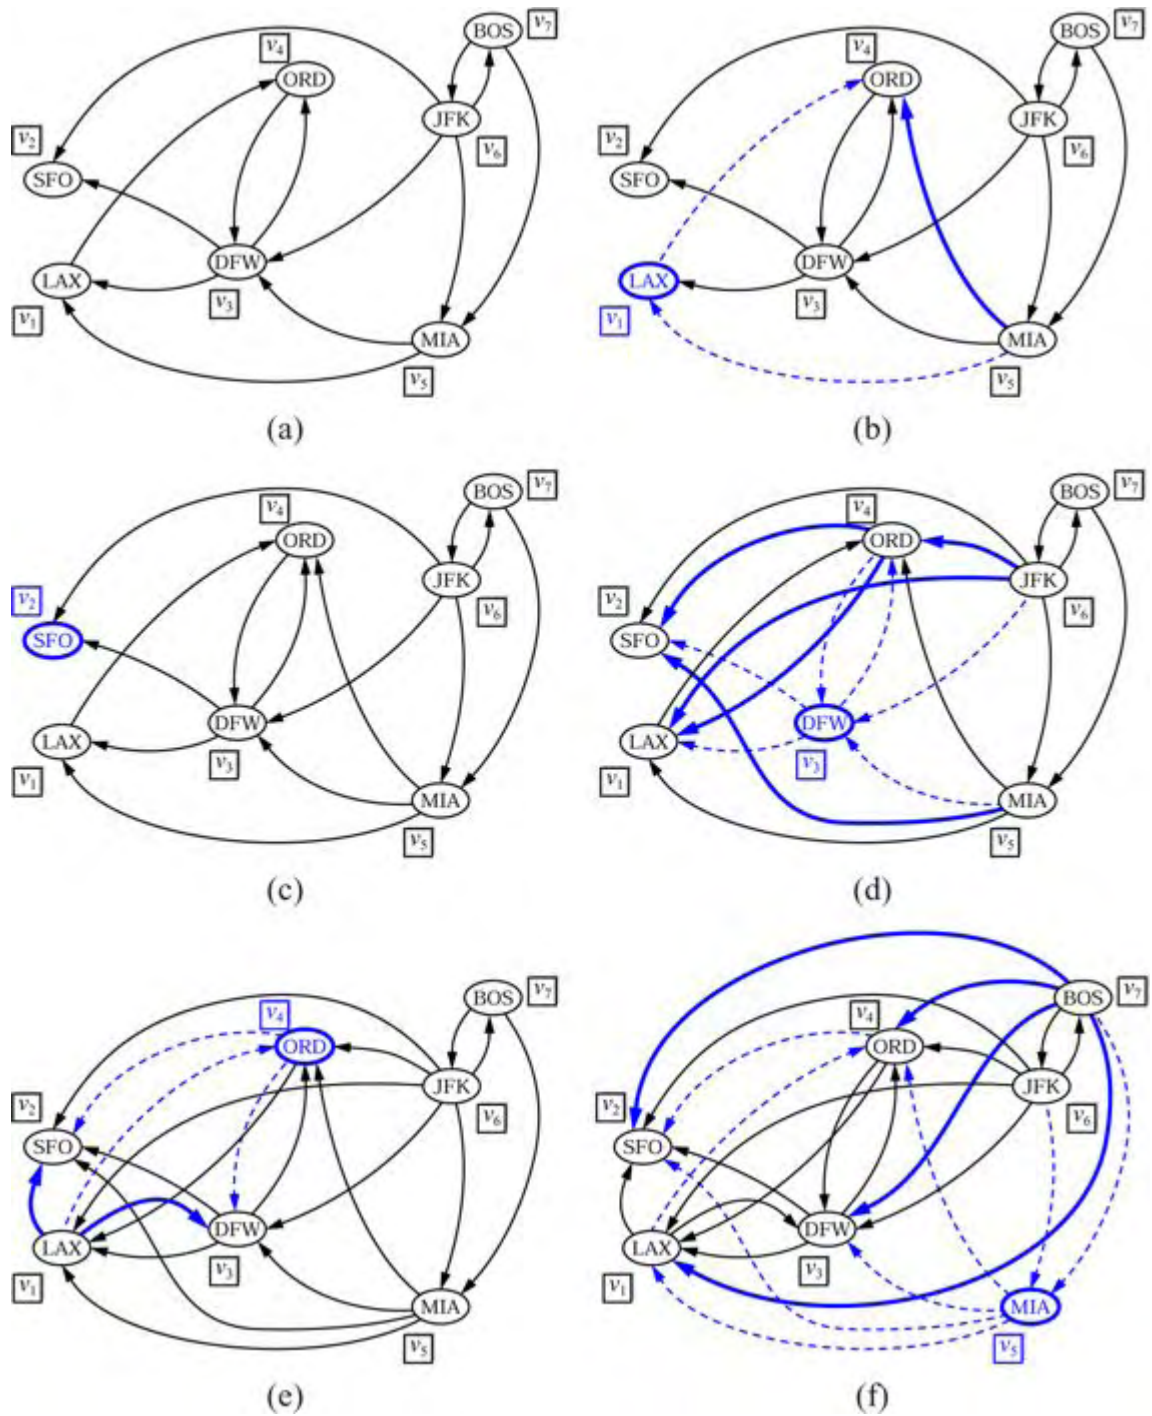 BOS v7
v4
ORD
JFK
v2
v6
SFO
DFW
LAX
v3
v1
MIA
v5
(a)
BOS v7
v4
ORD
JFK
v2
v6
SFO
DFW
LAX
v3
v1
MIA
v5
(b)
BOS v7
v4
ORD
JFK
v2
v6
SFO
DFW
LAX
v3
v1
MIA
v5
(c)
BOS v7
v4
ORD
JFK
v2
v6
SFO
DFW
LAX
v3
v1
MIA
v5
(d)
BOS v7
v4
ORD
JFK
v2
v6
SFO
DFW
LAX
v3
v1
MIA
v5
(e)
BOS v7
v4
ORD
JFK
v2
v6
SFO
DFW
LAX
v3
v1
MIA
v5
(f)